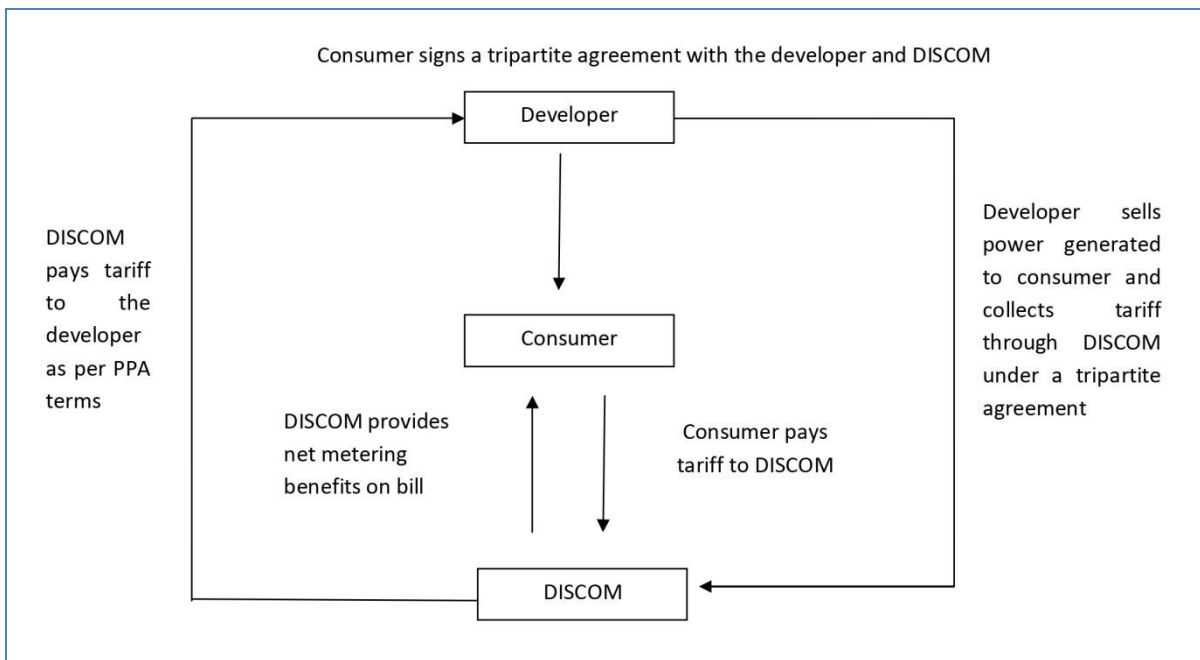 Consumer signs a tripartite agreement with the developer and DISCOM
Developer
DISCOM
pays tariff
to the
developer
as per PPA
terms
Developer sells
power generated
to consumer and
collects tariff
through DISCOM
under a tripartite
agreement
Consumer
DISCOM provides
net metering
benefits on bill
Consumer pays
tariff to DISCOM
DISCOM